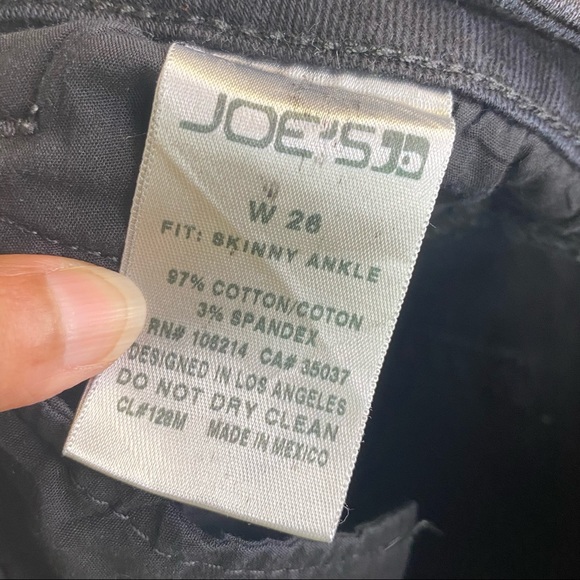 JOE'S JD
W 26
FIT: SKINNY ANKLE
97% COTTON/COTON
3% SPANDEX
RN# 106214 CA# 35037
DESIGNED IN LOS ANGELES
DO NOT DRY CLEAN
CL#128M MADE IN MEXICO